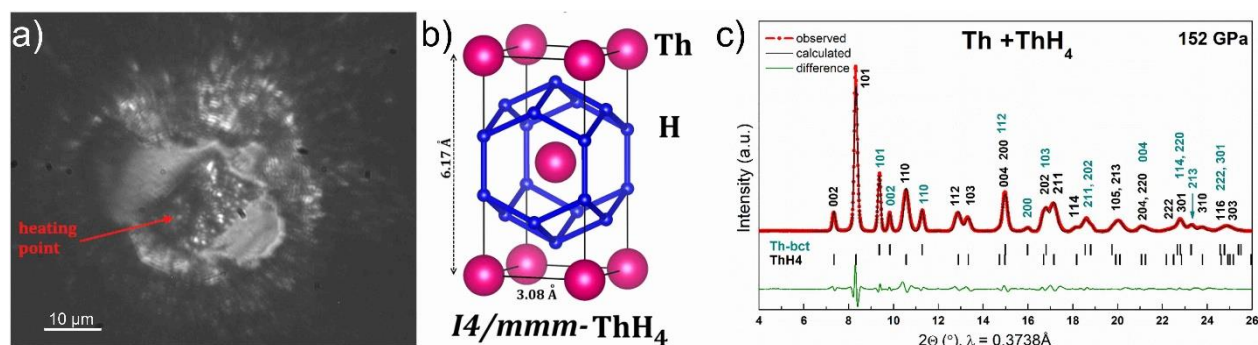 a)
heating
point
10 μm
b)
Th
H
6.17 Å
3.08 Å
I4/mmm-ThH4
c)
observed
calculated
difference
Th +ThH4
152 GPa
Intensity (a.u.)
002
101
101
002
110
110
112
103
004 200 112
200
202 103
211
114
211, 202
105, 213
204, 220 004
222
301 114, 220
213
310
116 222, 301
303
Th-bct
ThH4
4 6 8 10 12 14 16 18 20 22 24 26
2Θ (°), λ = 0.3738Å